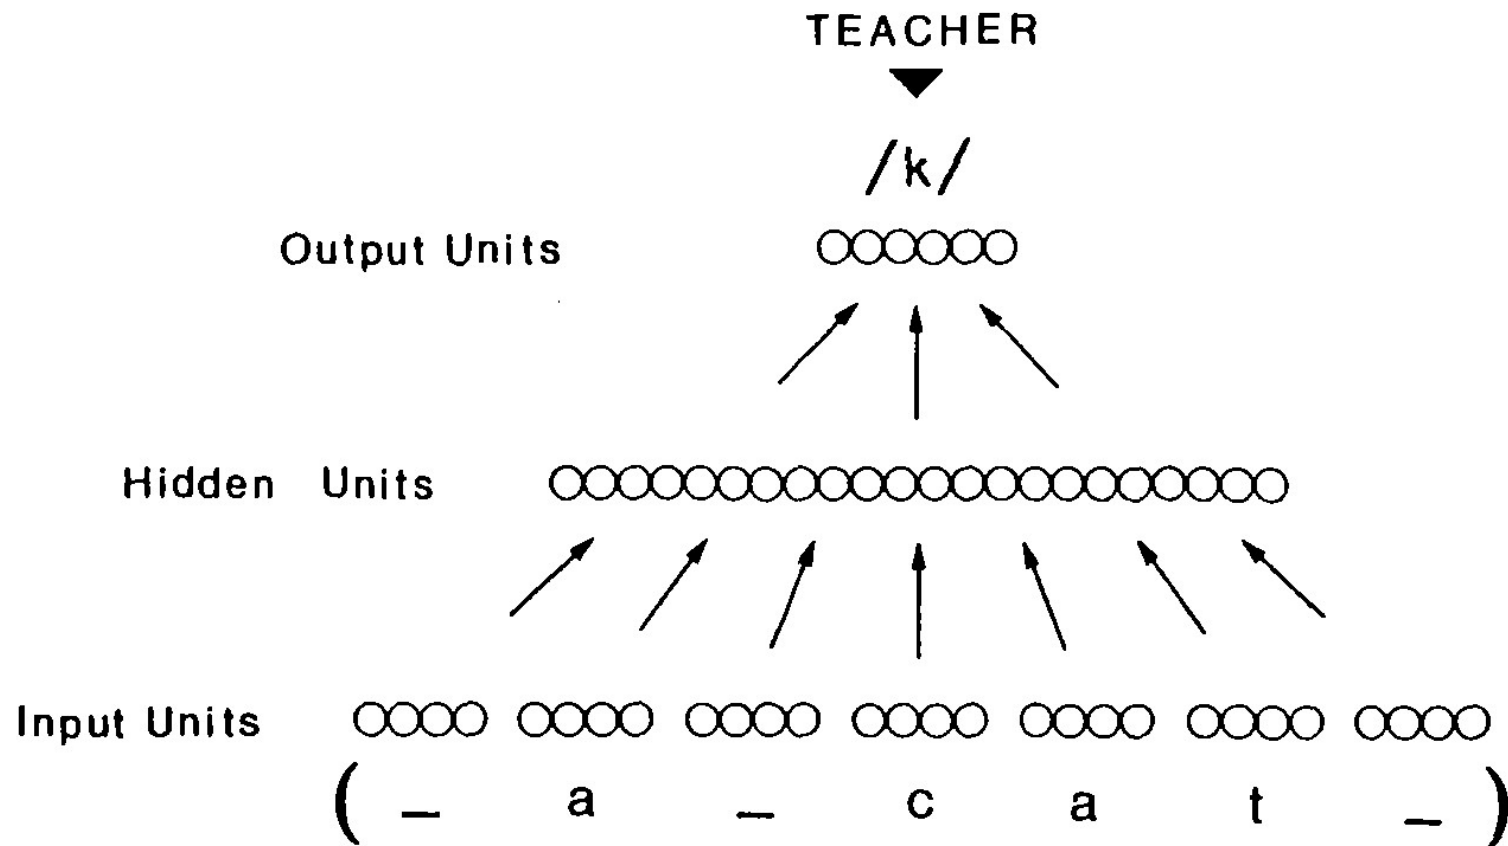 TEACHER
/k/
Output Units
Hidden Units
Input Units
( _ a _ c a t _ )